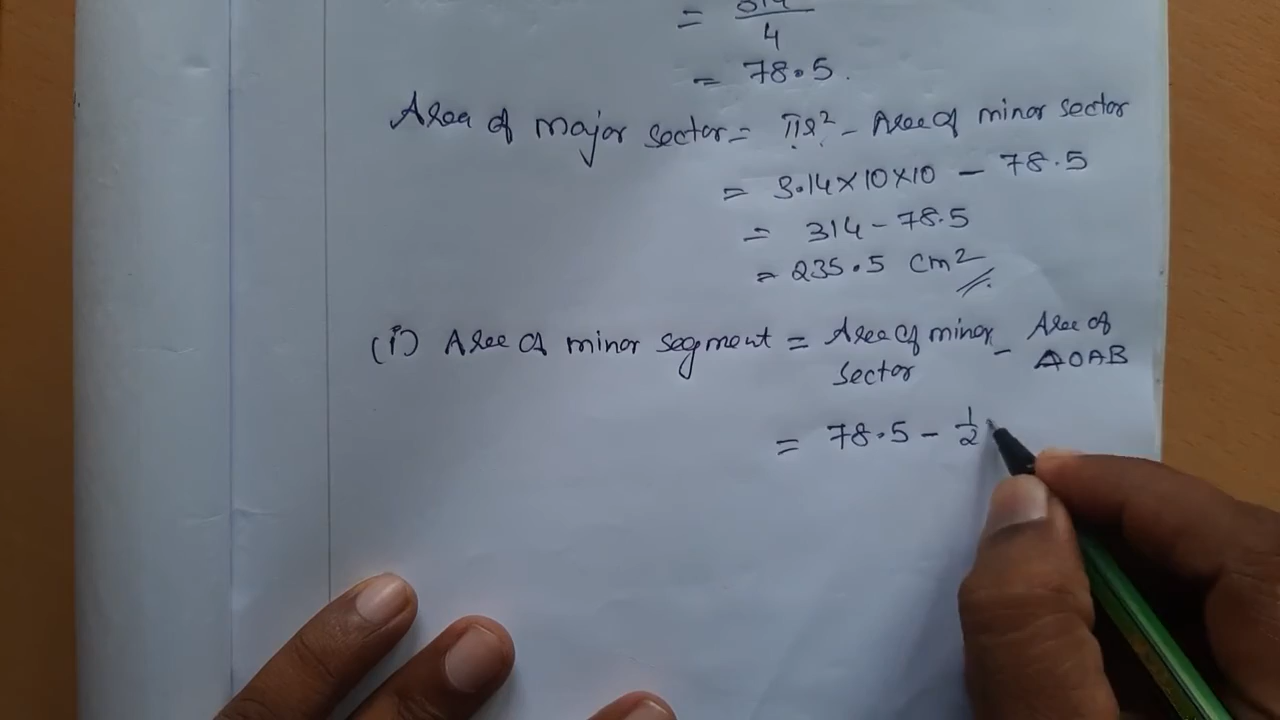 = 314/4
= 78.5.
Area of major sector = πr² - Area of minor sector
= 3.14×10×10 - 78.5
= 314 - 78.5
= 235.5 cm²
(i) Area of minor segment = Area of minor sector - Area of ΔOAB
= 78.5 - 1/2